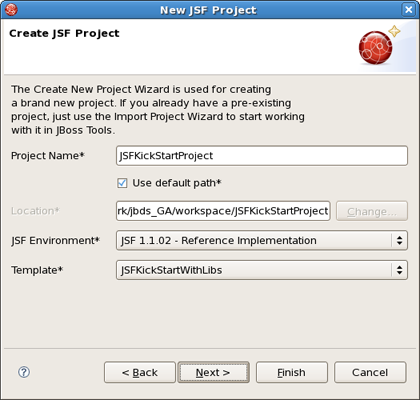 New JSF Project
Create JSF Project
The Create New Project Wizard is used for creating
a brand new project. If you already have a pre-existing
project, just use the Import Project Wizard to start working
with it in JBoss Tools.
Project Name* JSFKickStartProject
Use default path*
Location* rk/jbds_GA/workspace/JSFKickStartProject Change...
JSF Environment* JSF 1.1.02 - Reference Implementation
Template* JSFKickStartWithLibs
? < Back Next > Finish Cancel